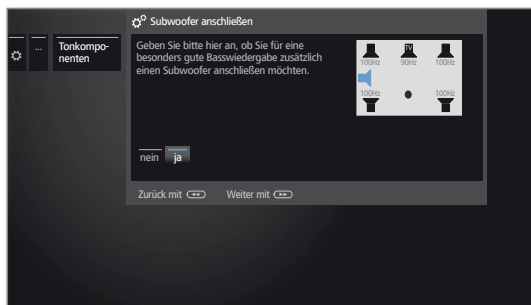 Subwoofer anschließen
...
Tonkompo-
nenten
Geben Sie bitte hier an, ob Sie für eine
besonders gute Basswiedergabe zusätzlich
einen Subwoofer anschließen möchten.
TV
100Hz 90Hz 100Hz
100Hz 100Hz
nein ja
Zurück mit Weiter mit